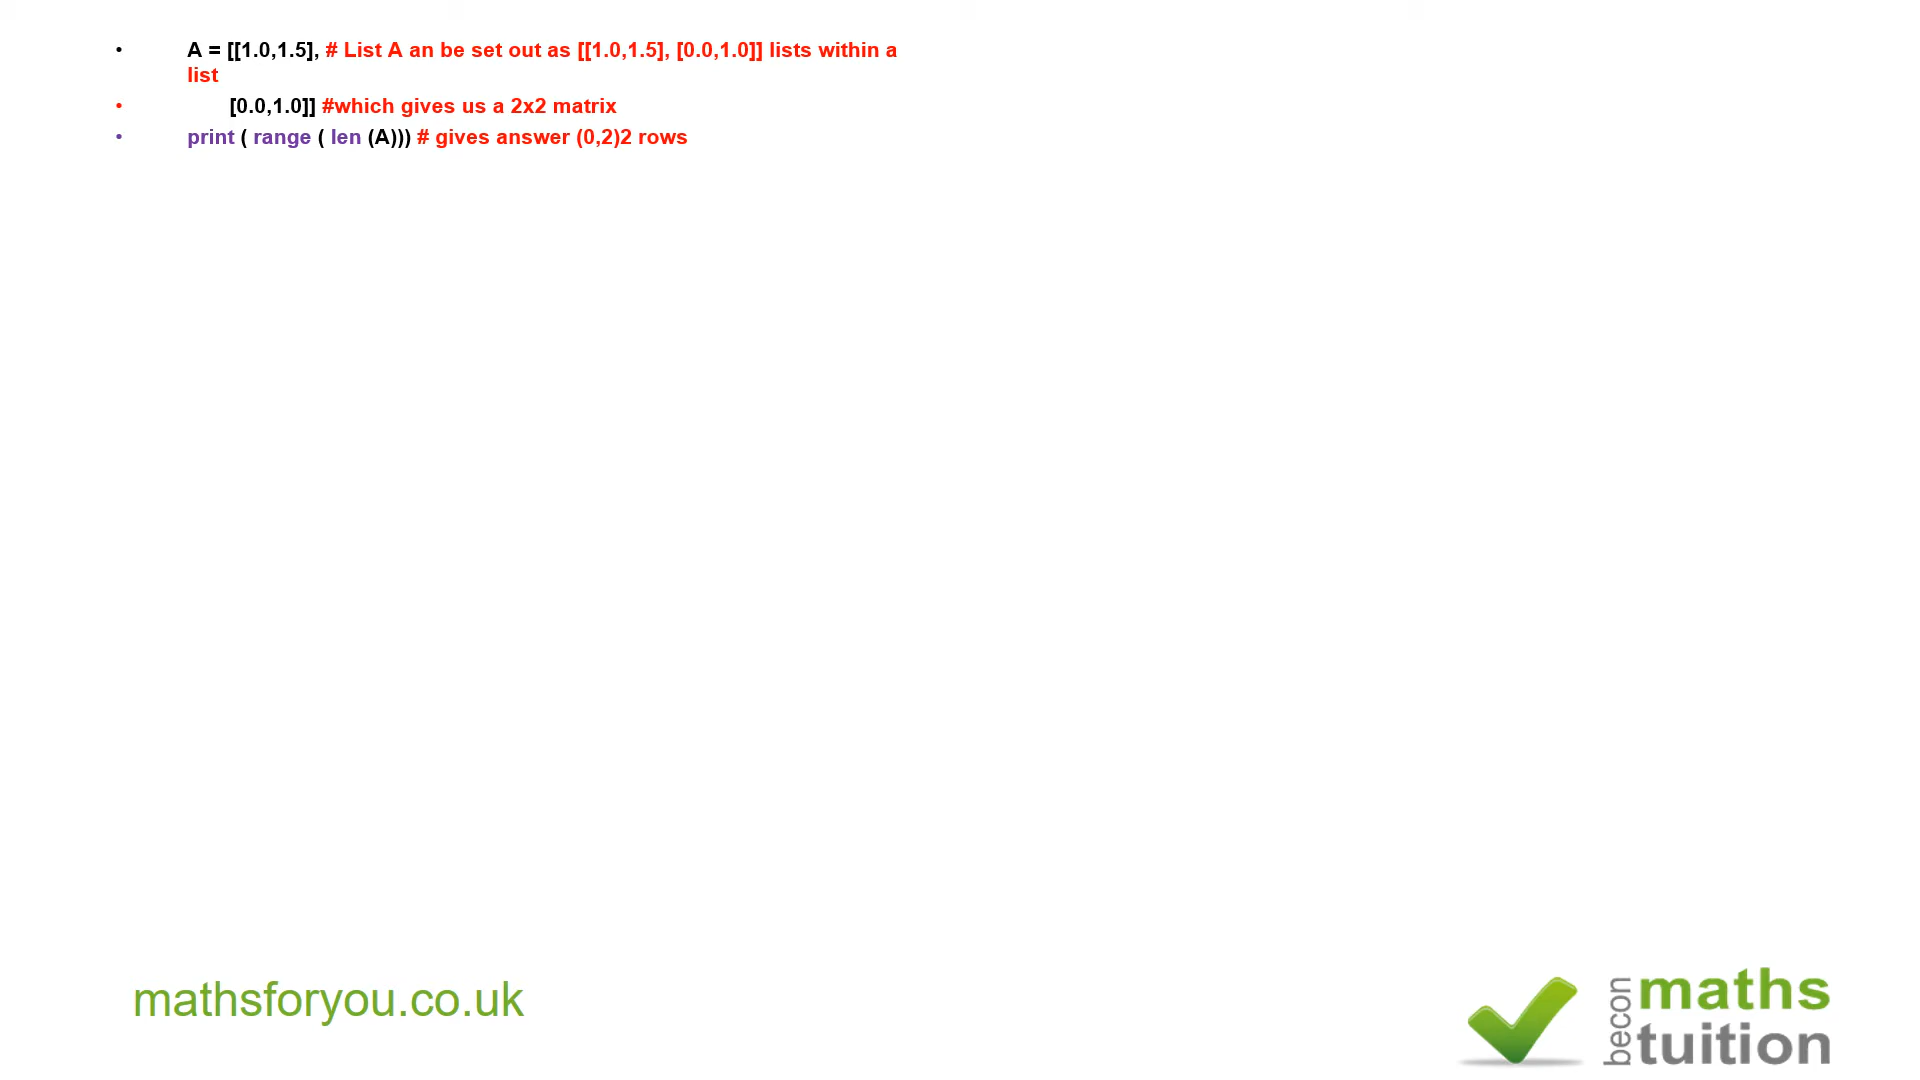 • A = [[1.0,1.5], # List A an be set out as [[1.0,1.5], [0.0,1.0]] lists within a
list
• [0.0,1.0]] #which gives us a 2x2 matrix
• print ( range ( len (A))) # gives answer (0,2)2 rows
mathsforyou.co.uk
becon
maths
tuition